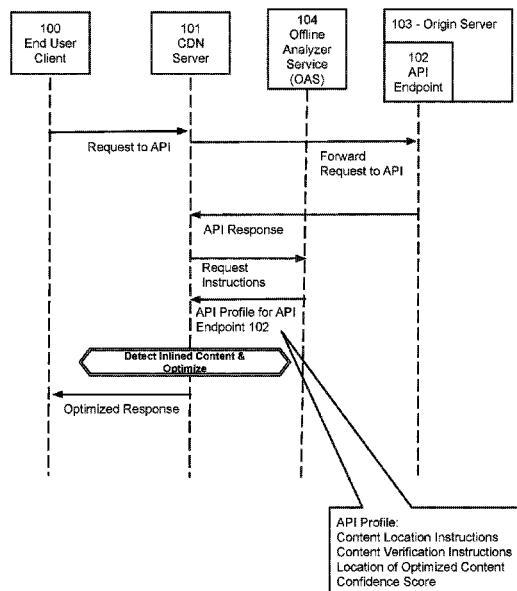 100
End User
Client
101
CDN
Server
104
Offline
Analyzer
Service
(OAS)
103 - Origin Server
102
API
Endpoint
Request to API
Forward
Request to API
API Response
Request
Instructions
API Profile for API
Endpoint 102
Detect Inlined Content &
Optimize
Optimized Response
API Profile:
Content Location Instructions
Content Verification Instructions
Location of Optimized Content
Confidence Score